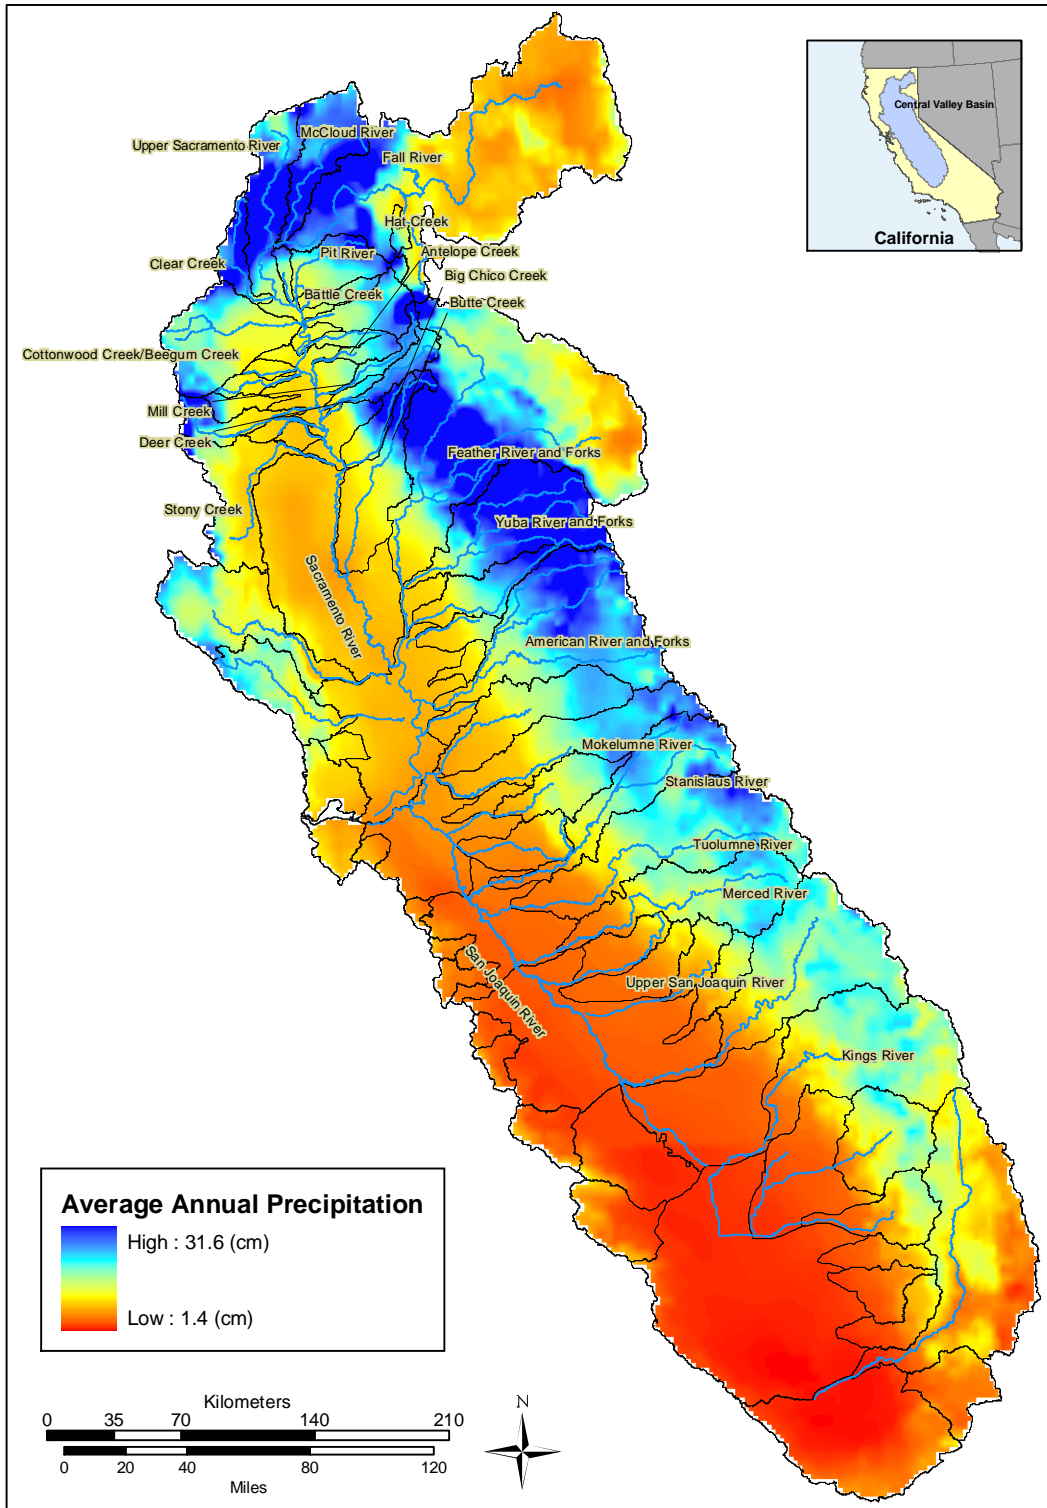 McCloud River
Upper Sacramento River
Fall River
Central Valley Basin
California
Hat Creek
Antelope Creek
Pit River
Clear Creek
Big Chico Creek
Battle Creek
Butte Creek
Cottonwood Creek/Beegum Creek
Mill Creek
Deer Creek
Feather River and Forks
Stony Creek
Yuba River and Forks
Sacramento River
American River and Forks
Mokelumne River
Stanislaus River
Tuolumne River
Merced River
San Joaquin River
Upper San Joaquin River
Kings River
Average Annual Precipitation
High : 31.6 (cm)
Low : 1.4 (cm)
Kilometers
0 35 70 140 210
0 20 40 80 120
Miles
N